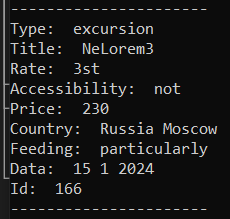 ----------------------
Type:  excursion
Title:  NeLorem3
Rate:  3st
Accessibility:  not
Price:  230
Country:  Russia Moscow
Feeding:  particularly
Data:  15 1 2024
Id:  166
----------------------